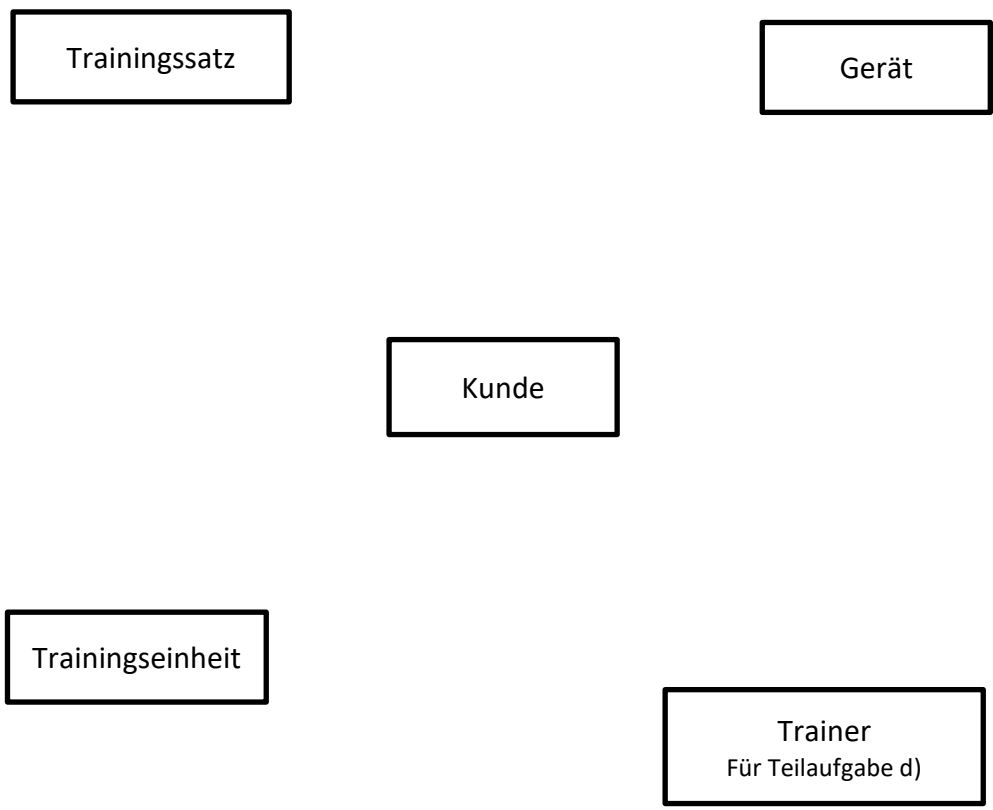 Trainingssatz
Gerät
Kunde
Trainingseinheit
Trainer
Für Teilaufgabe d)